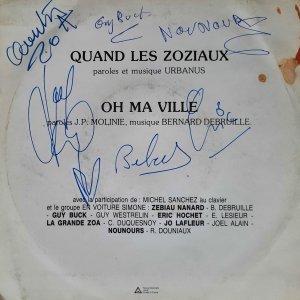 Guy Buck
NOUNOURS
QUAND LES ZOZIAUX
paroles et musique URBANUS
OH MA VILLE
paroles J.P. MOLINIE, musique BERNARD DEBRUILLE
avec la participation de : MICHEL SANCHEZ au clavier
et le groupe EN VOITURE SIMONE : ZEBIAU NANARD - B. DEBRUILLE
- GUY BUCK - GUY WESTRELIN - ERIC HOCHET - E. LESIEUR -
LA GRANDE ZOA - C. DUQUESNOY - JO LAFLEUR - JOEL ALAIN -
NOUNOURS - R. DOUNIAUX